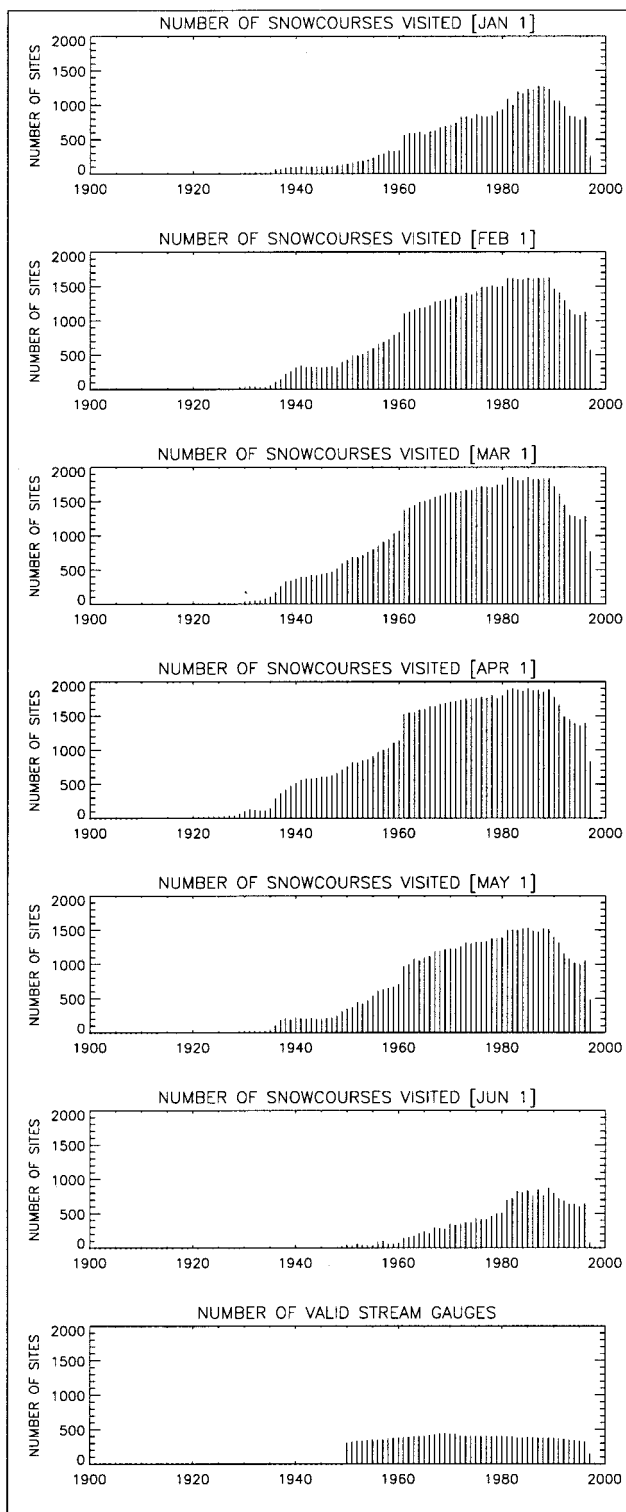 NUMBER OF SNOWCOURSES VISITED [JAN 1]
NUMBER OF SITES
2000
1500
1000
500
0
1900 1920 1940 1960 1980 2000
NUMBER OF SNOWCOURSES VISITED [FEB 1]
NUMBER OF SITES
2000
1500
1000
500
0
1900 1920 1940 1960 1980 2000
NUMBER OF SNOWCOURSES VISITED [MAR 1]
NUMBER OF SITES
2000
1500
1000
500
0
1900 1920 1940 1960 1980 2000
NUMBER OF SNOWCOURSES VISITED [APR 1]
NUMBER OF SITES
2000
1500
1000
500
0
1900 1920 1940 1960 1980 2000
NUMBER OF SNOWCOURSES VISITED [MAY 1]
NUMBER OF SITES
2000
1500
1000
500
0
1900 1920 1940 1960 1980 2000
NUMBER OF SNOWCOURSES VISITED [JUN 1]
NUMBER OF SITES
2000
1500
1000
500
0
1900 1920 1940 1960 1980 2000
NUMBER OF VALID STREAM GAUGES
NUMBER OF SITES
2000
1500
1000
500
0
1900 1920 1940 1960 1980 2000